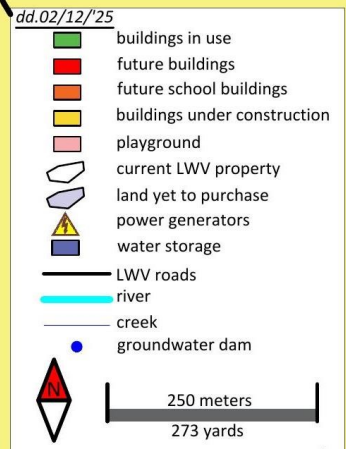 dd.02/12/'25
buildings in use
future buildings
future school buildings
buildings under construction
playground
current LWV property
land yet to purchase
power generators
water storage
LWV roads
river
creek
groundwater dam
N
250 meters
273 yards